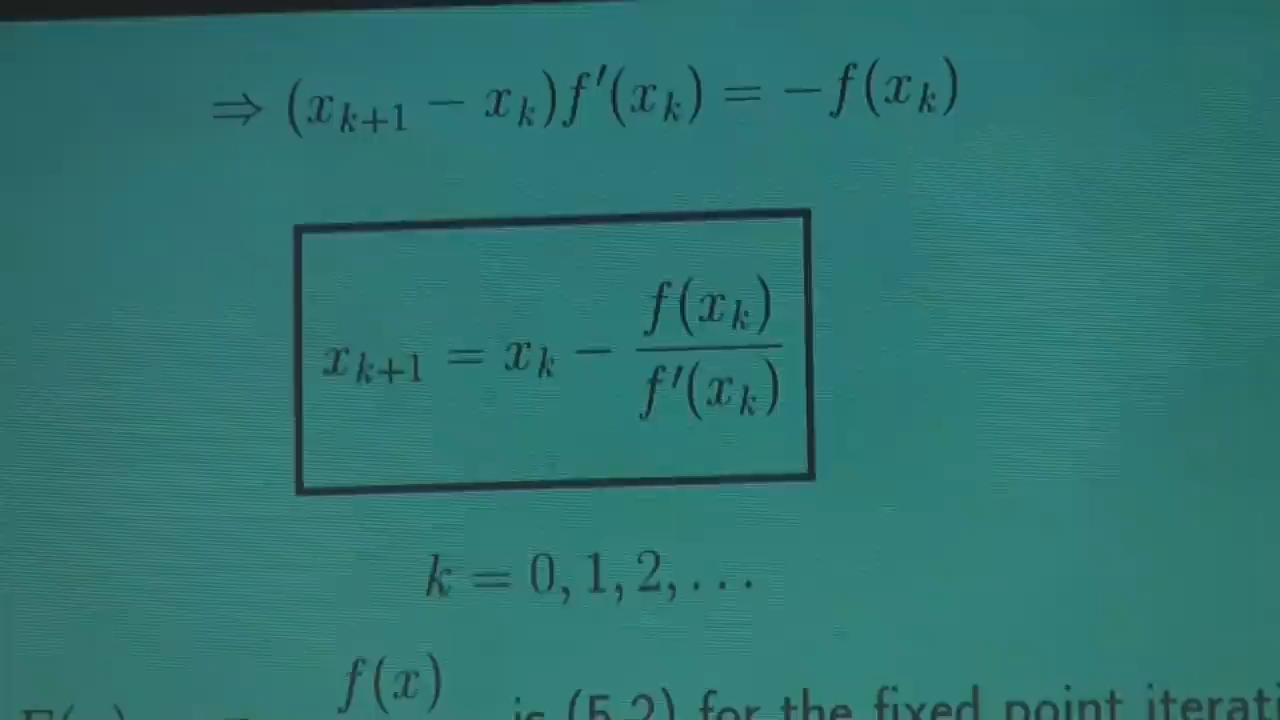 ⇒ (x_{k+1} − x_k)f′(x_k) = −f(x_k)
x_{k+1} = x_k − f(x_k) / f′(x_k)
k = 0, 1, 2, . . .
f(x)
is (5.2) for the fixed point